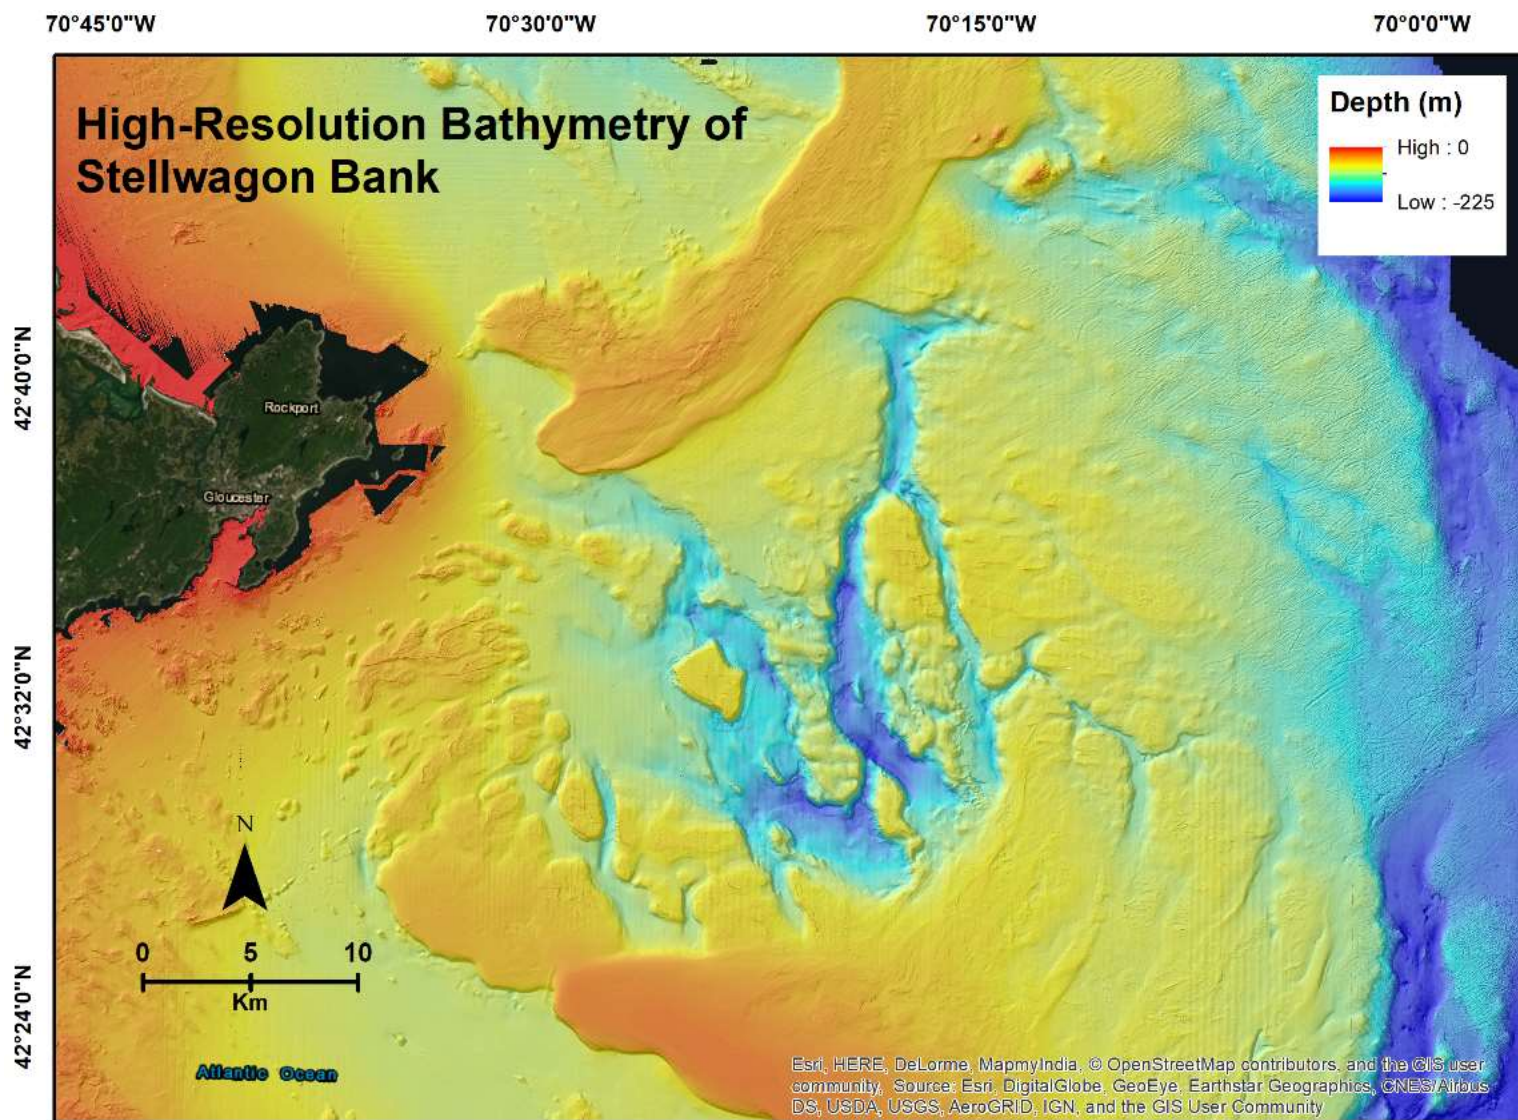 70°45'0"W
70°30'0"W
70°15'0"W
70°0'0"W
High-Resolution Bathymetry of
Stellwagon Bank
Depth (m)
High : 0
Low : -225
42°40'0"N
Rockport
Gloucester
42°32'0"N
N
0 5 10
Km
42°24'0"N
Atlantic Ocean
Esri, HERE, DeLorme, MapmyIndia, © OpenStreetMap contributors, and the GIS user
community, Source: Esri, DigitalGlobe, GeoEye, Earthstar Geographics, CNES/Airbus
DS, USDA, USGS, AeroGRID, IGN, and the GIS User Community